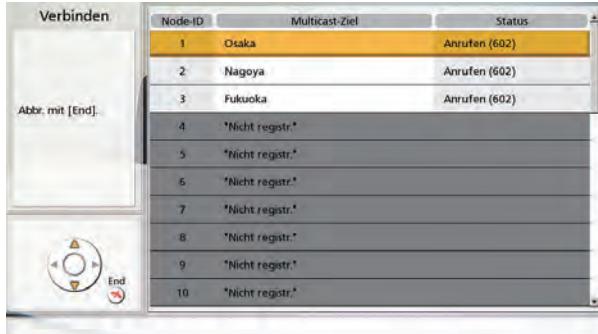 Verbinden
Abbr. mit [End].
End
Node-ID Multicast-Ziel Status
1 Osaka Anrufen (602)
2 Nagoya Anrufen (602)
3 Fukuoka Anrufen (602)
4 *Nicht registr.*
5 *Nicht registr.*
6 *Nicht registr.*
7 *Nicht registr.*
8 *Nicht registr.*
9 *Nicht registr.*
10 *Nicht registr.*